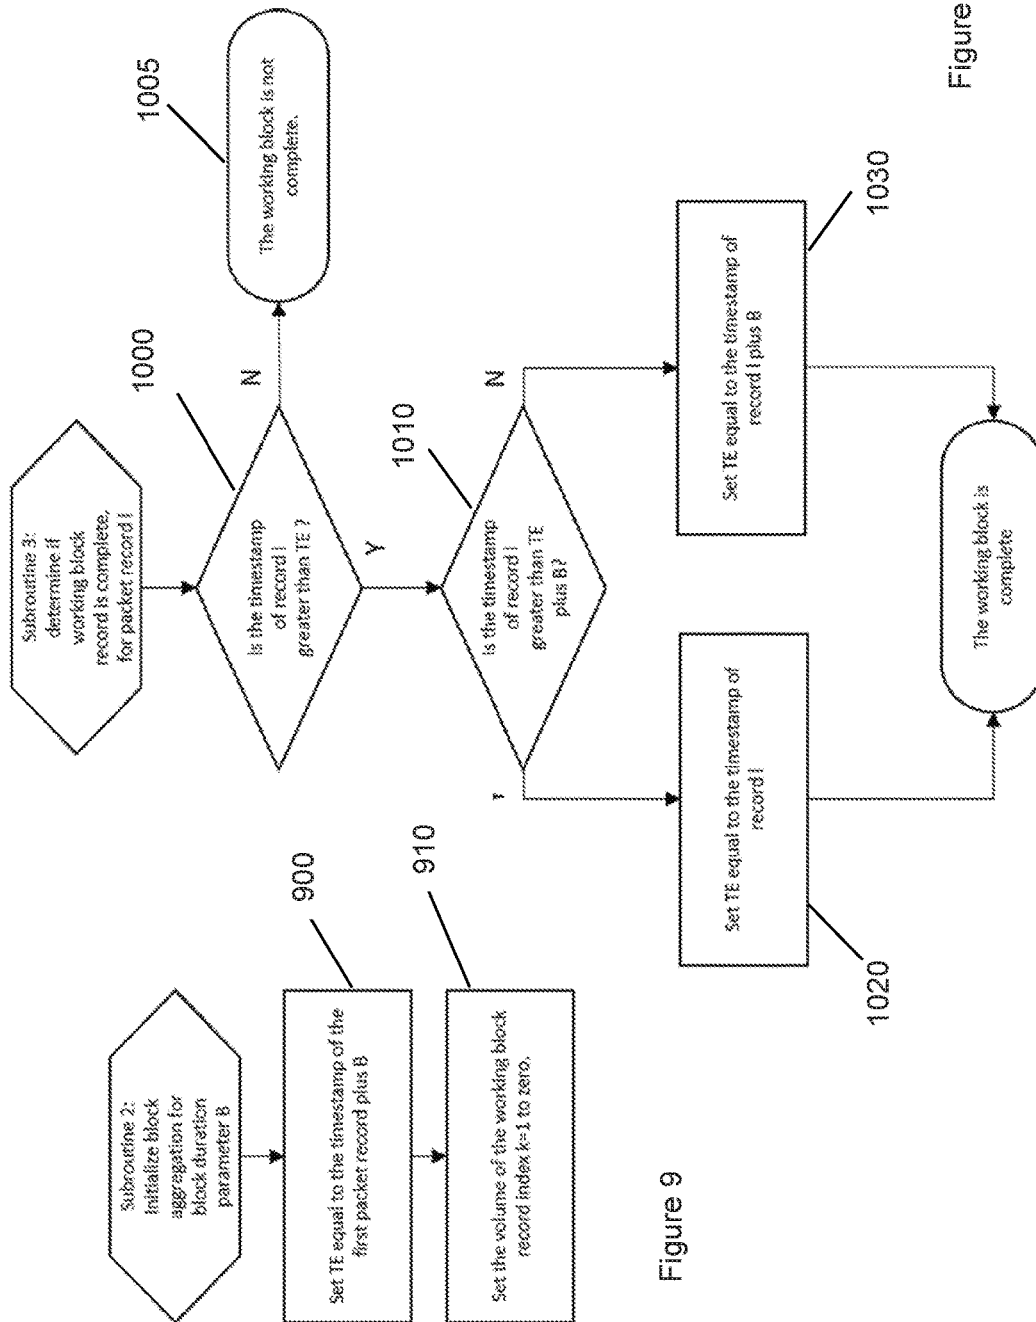 Subroutine 2:
Initialize block
aggregation for
block duration
parameter B
900
Set TE equal to the timestamp of the
first packet record plus B
910
Set the volume of the working block
record index k=1 to zero.
Figure 9
Subroutine 3:
determine if
working block
record is complete,
for packet record I
1000
Is the timestamp
of record I
greater than TE ?
N
1005
The working block is not
complete.
Y
1010
Is the timestamp
of record I
greater than TE
plus B?
N
1020
Set TE equal to the timestamp of
record I
1030
Set TE equal to the timestamp of
record I plus B
The working block is
complete
Figure